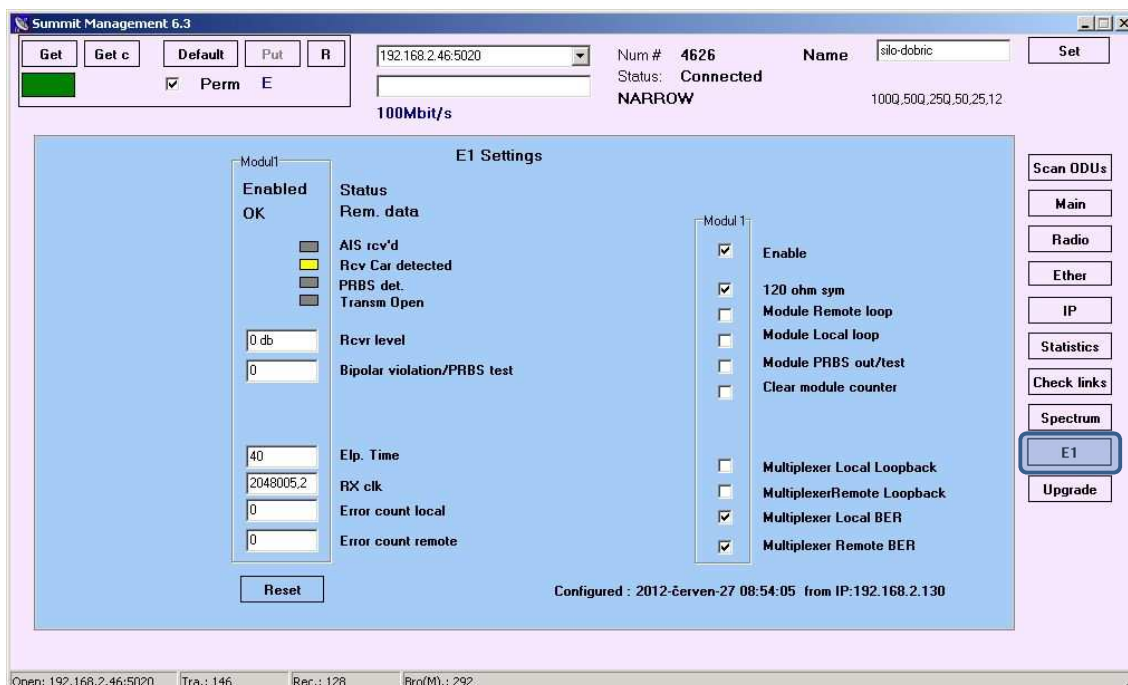 Summit Management 6.3
Get Get c Default Put R
Perm E
192.168.2.46:5020
100Mbit/s
Num # 4626
Status: Connected
NARROW
Name silo-dobric Set
100Q,50Q,25Q,50,25,12
E1 Settings
Modul1
Enabled Status
OK Rem. data
AIS rcv'd
Rcv Car detected
PRBS det.
Transm Open
0 db Rcvr level
0 Bipolar violation/PRBS test
40 Elp. Time
2048005,2 RX clk
0 Error count local
0 Error count remote
Reset
Modul 1
Enable
120 ohm sym
Module Remote loop
Module Local loop
Module PRBS out/test
Clear module counter
Multiplexer Local Loopback
MultiplexerRemote Loopback
Multiplexer Local BER
Multiplexer Remote BER
Configured : 2012-červen-27 08:54:05 from IP:192.168.2.130
Scan ODUs
Main
Radio
Ether
IP
Statistics
Check links
Spectrum
E1
Upgrade
Open: 192.168.2.46:5020 Tra.: 146 Rec.: 128 Bro(M).: 292